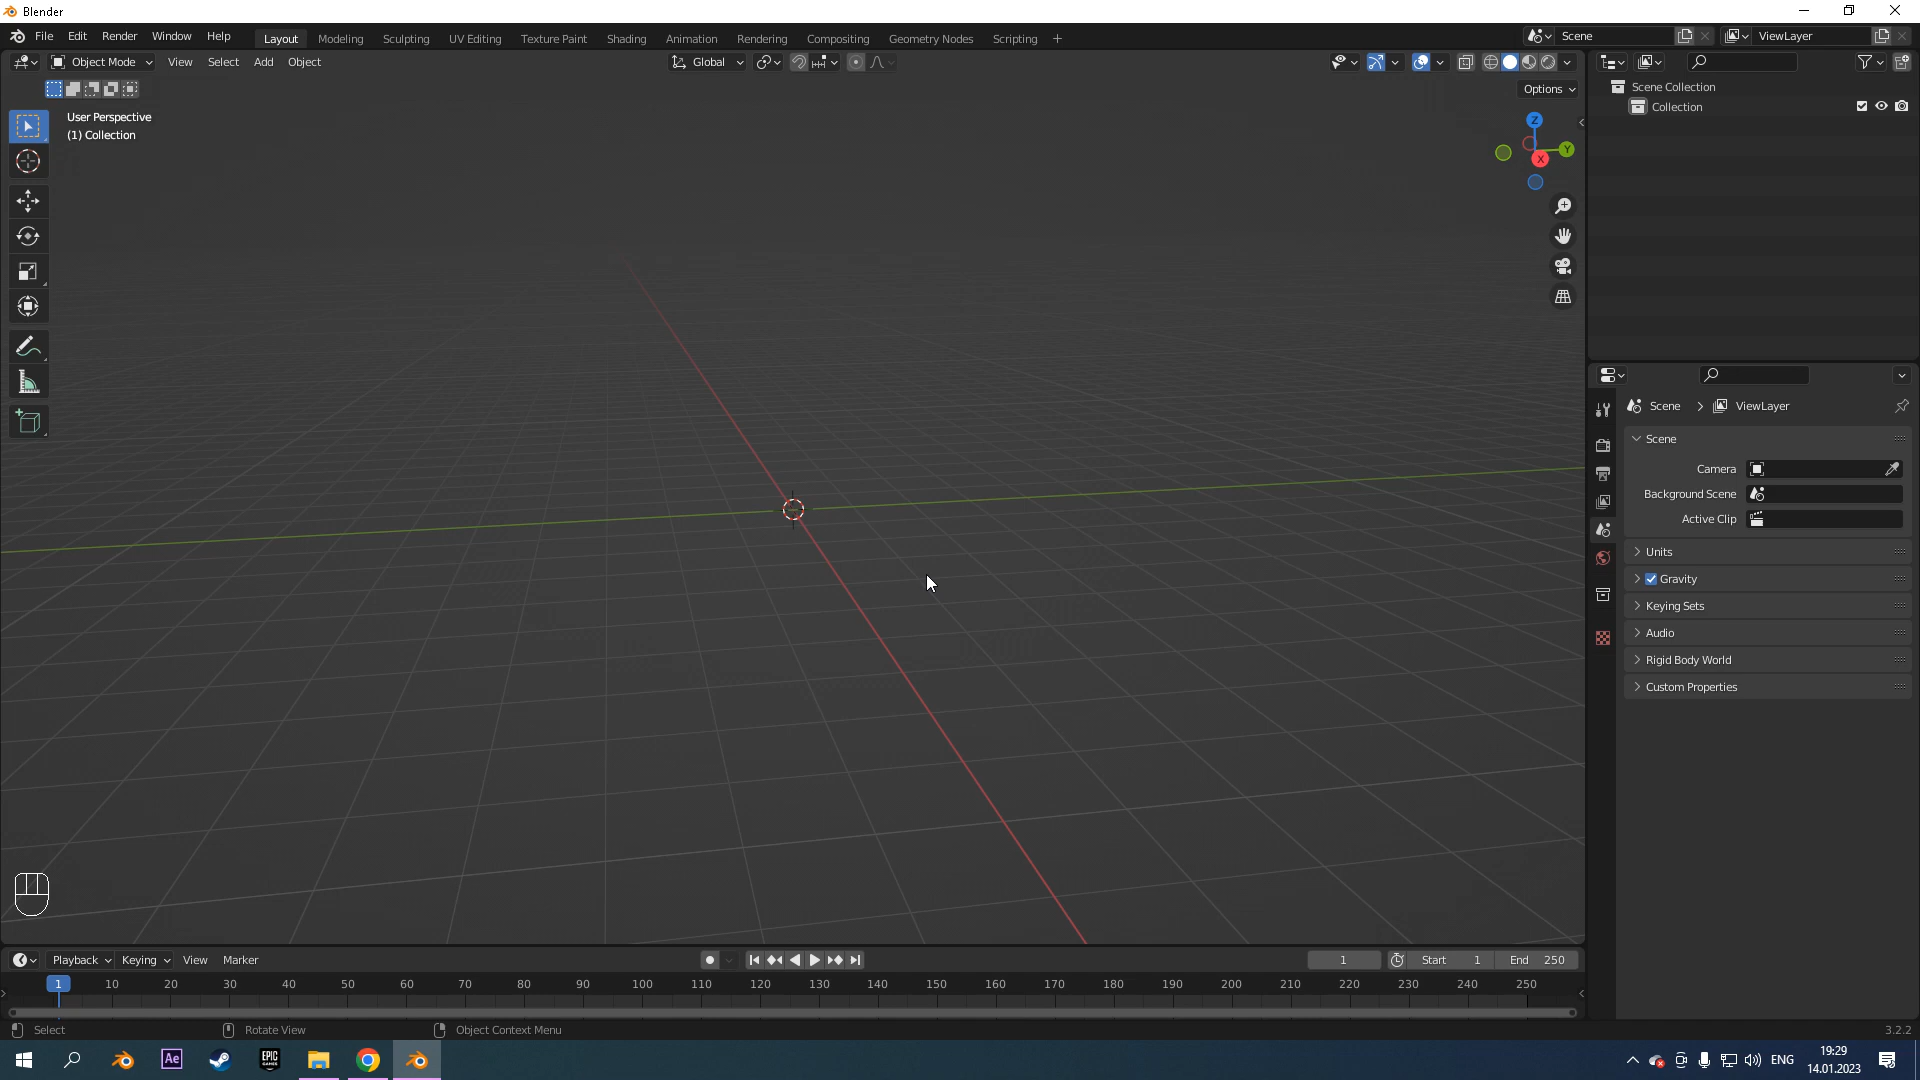 Blender
File Edit Render Window Help Layout Modeling Sculpting UV Editing Texture Paint Shading Animation Rendering Compositing Geometry Nodes Scripting + Scene ViewLayer
Object Mode View Select Add Object Global
Options
User Perspective
(1) Collection
Z
Y
X
Scene Collection
Collection
Scene > ViewLayer
Scene
Camera
Background Scene
Active Clip
Units
Gravity
Keying Sets
Audio
Rigid Body World
Custom Properties
Playback Keying View Marker 1 Start 1 End 250
1 10 20 30 40 50 60 70 80 90 100 110 120 130 140 150 160 170 180 190 200 210 220 230 240 250
Select Rotate View Object Context Menu 3.2.2
Ae EPIC GAMES ENG
19:29
14.01.2023